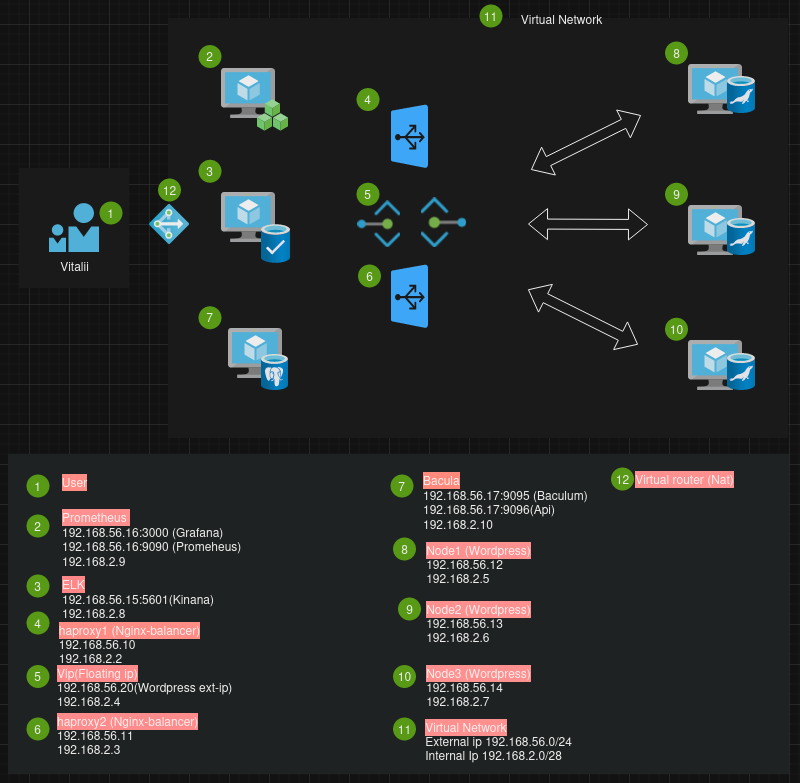 11
Virtual Network
2
8
4
3
12
5
9
1
Vitalii
6
7
10
1
User
2
Prometheus
192.168.56.16:3000 (Grafana)
192.168.56.16:9090 (Promeheus)
192.168.2.9
3
ELK
192.168.56.15:5601(Kinana)
192.168.2.8
4
haproxy1 (Nginx-balancer)
192.168.56.10
192.168.2.2
5
Vip(Floating ip)
192.168.56.20(Wordpress ext-ip)
192.168.2.4
6
haproxy2 (Nginx-balancer)
192.168.56.11
192.168.2.3
7
Bacula
192.168.56.17:9095 (Baculum)
192.168.56.17:9096(Api)
192.168.2.10
8
Node1 (Wordpress)
192.168.56.12
192.168.2.5
9
Node2 (Wordpress)
192.168.56.13
192.168.2.6
10
Node3 (Wordpress)
192.168.56.14
192.168.2.7
11
Virtual Network
External ip 192.168.56.0/24
Internal Ip 192.168.2.0/28
12
Virtual router (Nat)